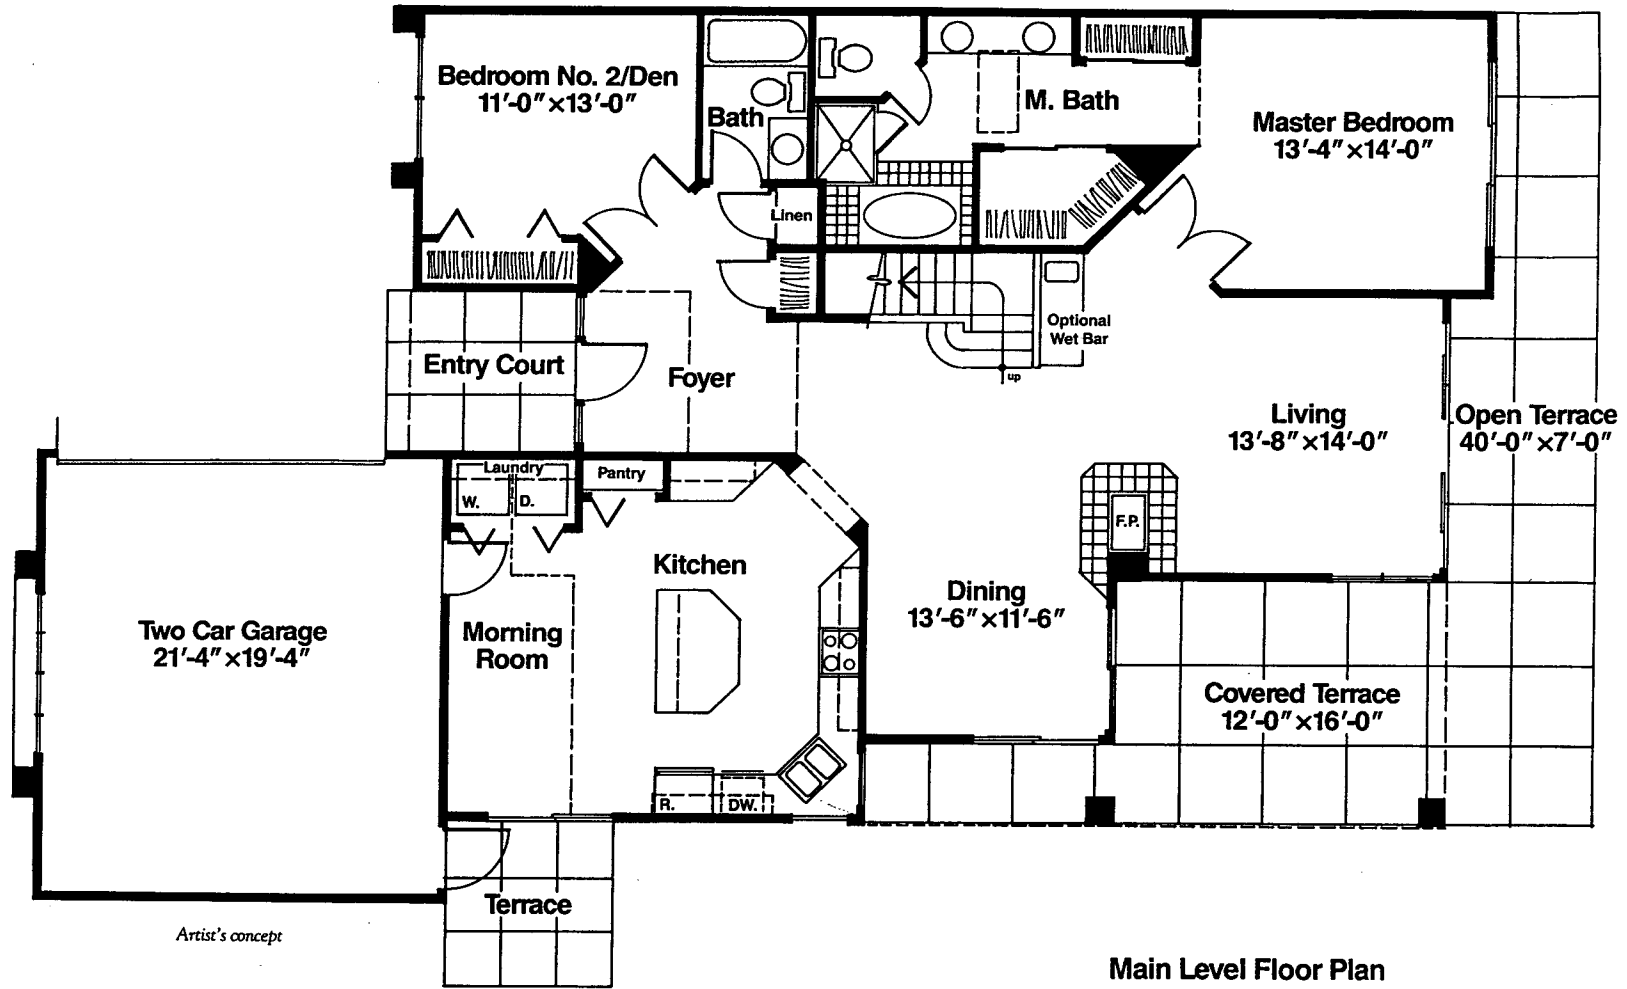 Bedroom No. 2/Den
11′-0″×13′-0″
Bath
M. Bath
Master Bedroom
13′-4″×14′-0″
Linen
Optional
Wet Bar
up
Entry Court
Foyer
Living
13′-8″×14′-0″
Open Terrace
40′-0″×7′-0″
Laundry
W.
D.
Pantry
F.P.
Kitchen
Dining
13′-6″×11′-6″
Two Car Garage
21′-4″×19′-4″
Morning
Room
Covered Terrace
12′-0″×16′-0″
R.
DW.
Terrace
Artist's concept
Main Level Floor Plan